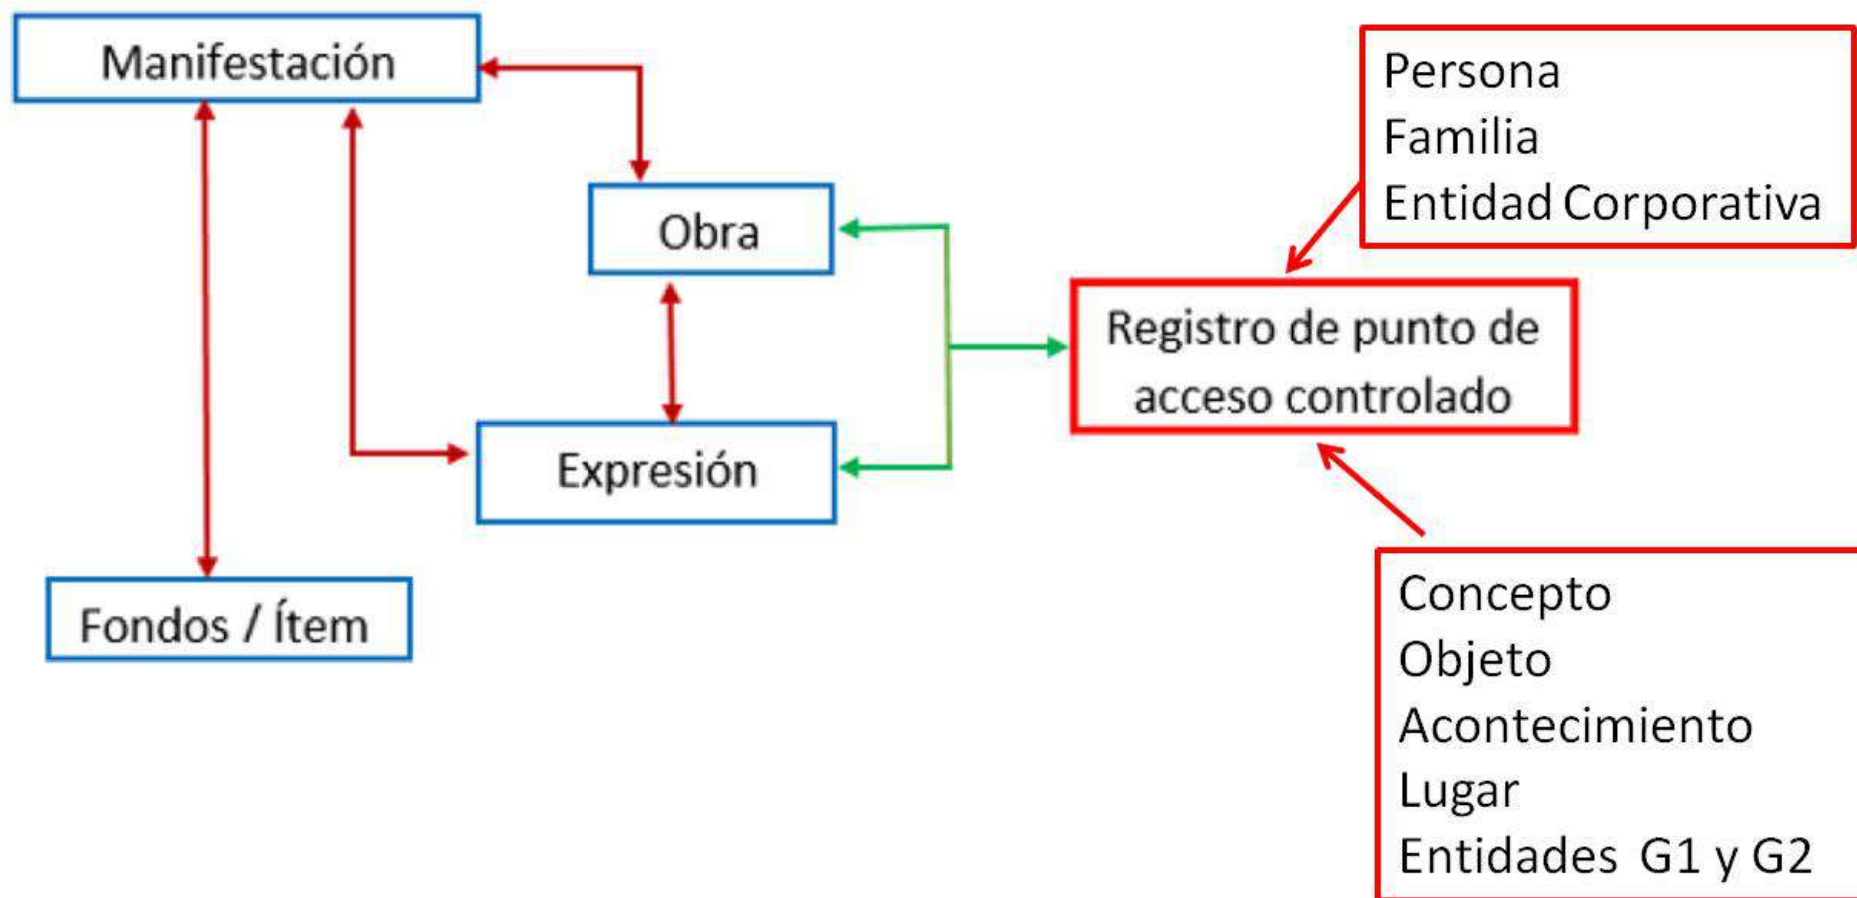 Manifestación
Obra
Expresión
Fondos / Ítem
Persona
Familia
Entidad Corporativa
Registro de punto de
acceso controlado
Concepto
Objeto
Acontecimiento
Lugar
Entidades G1 y G2